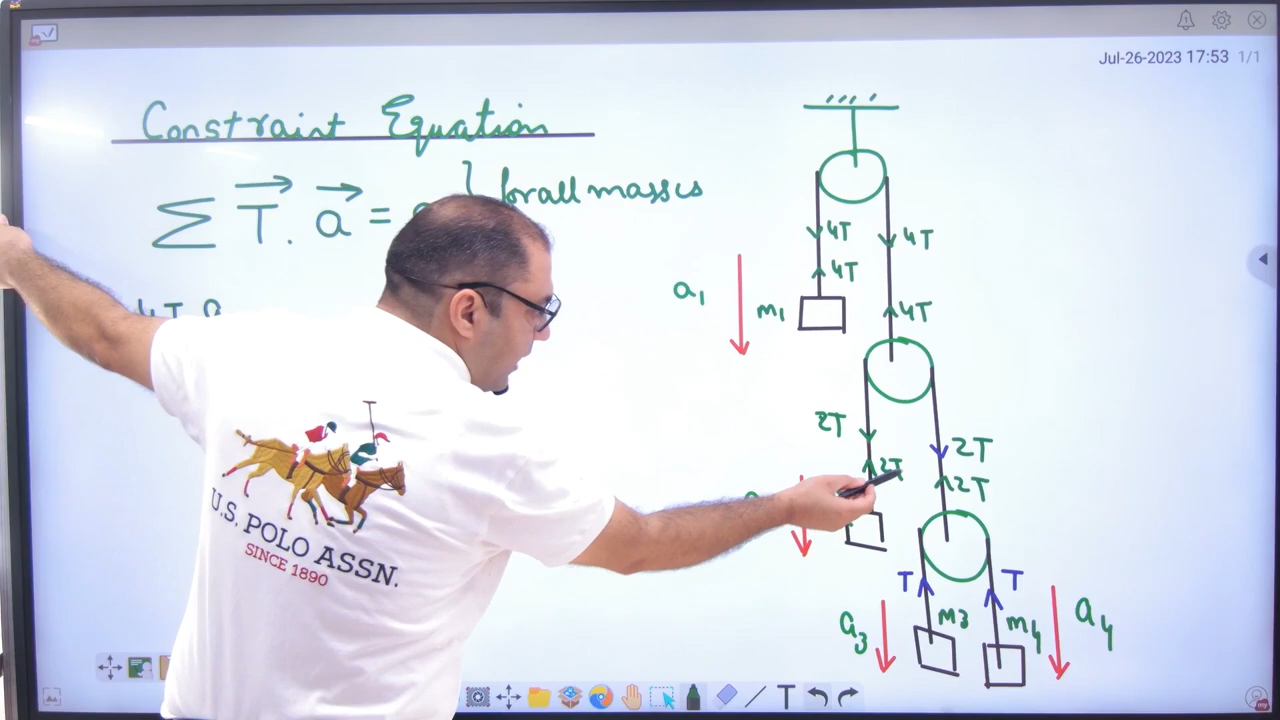 Jul-26-2023 17:53 1/1
Constraint Equation
Σ T⃗ . a⃗ =
for all masses
4T 4T
4T
a₁
m₁
4T
2T
2T
2T
2T
T T
a₃
m₃
m₄
a₄
U.S. POLO ASSN.
SINCE 1890
T